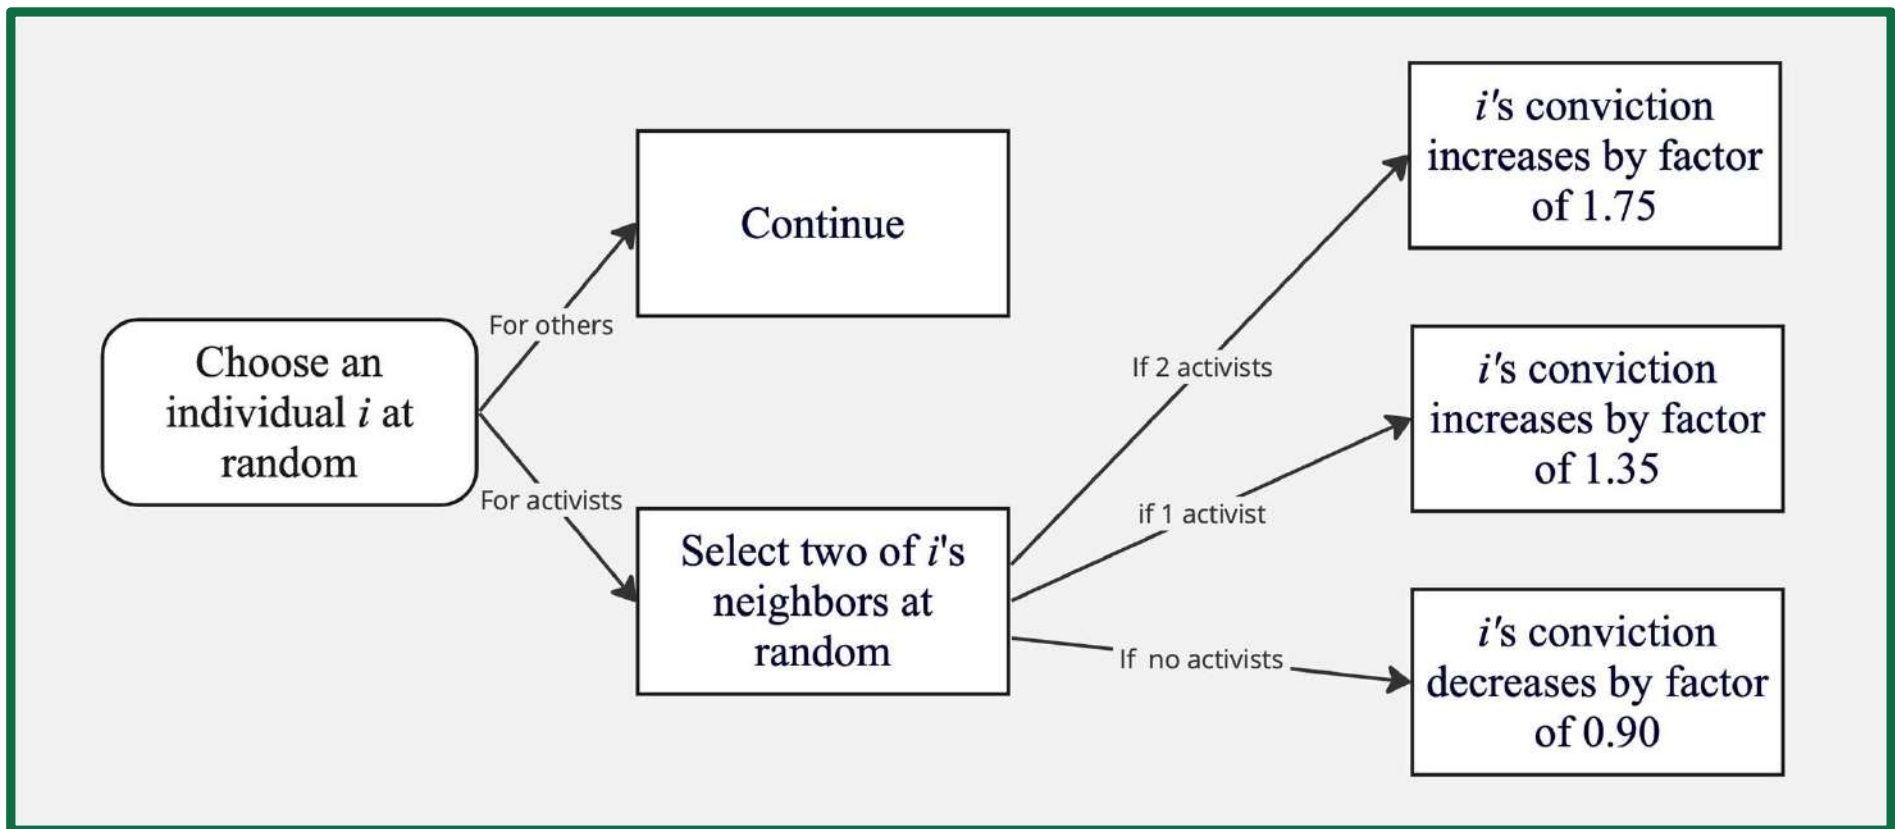 Choose an
individual i at
random
For others
Continue
For activists
Select two of i's
neighbors at
random
If 2 activists
i's conviction
increases by factor
of 1.75
if 1 activist
i's conviction
increases by factor
of 1.35
If no activists
i's conviction
decreases by factor
of 0.90